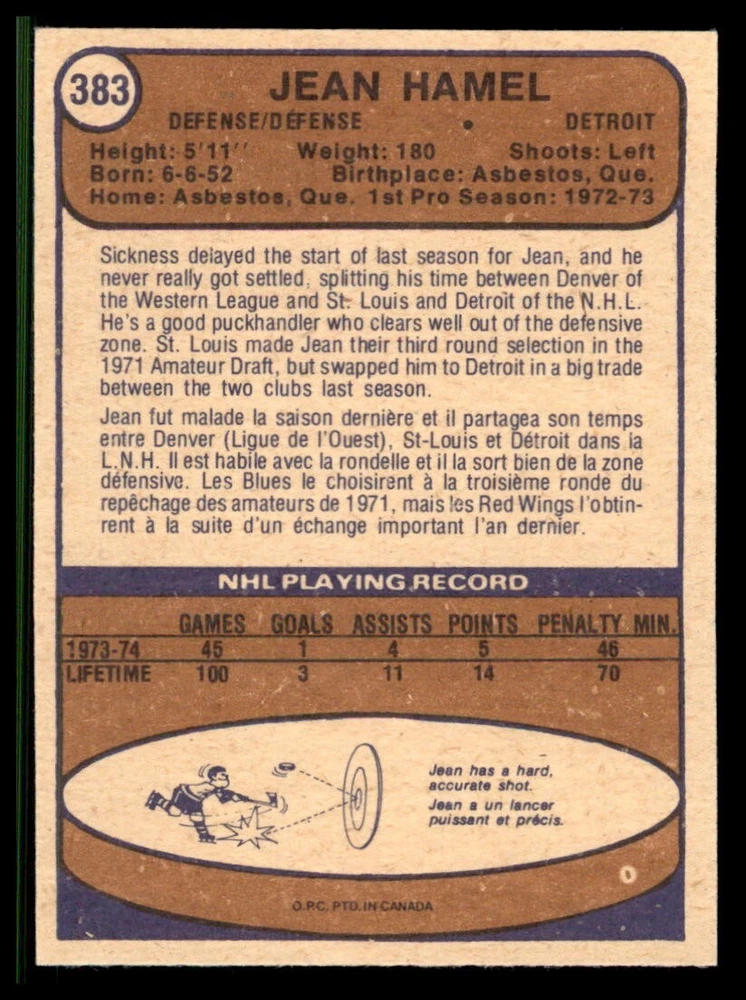 383
JEAN HAMEL
DEFENSE/DÉFENSE • DETROIT
Height: 5'11'' Weight: 180 Shoots: Left
Born: 6-6-52 Birthplace: Asbestos, Que.
Home: Asbestos, Que. 1st Pro Season: 1972-73
Sickness delayed the start of last season for Jean, and he
never really got settled, splitting his time between Denver of
the Western League and St. Louis and Detroit of the N.H.L.
He's a good puckhandler who clears well out of the defensive
zone. St. Louis made Jean their third round selection in the
1971 Amateur Draft, but swapped him to Detroit in a big trade
between the two clubs last season.
Jean fut malade la saison dernière et il partagea son temps
entre Denver (Ligue de l'Ouest), St-Louis et Détroit dans la
L.N.H. Il est habile avec la rondelle et il la sort bien de la zone
défensive. Les Blues le choisirent à la troisième ronde du
repêchage des amateurs de 1971, mais les Red Wings l'obtin-
rent à la suite d'un échange important l'an dernier.
NHL PLAYING RECORD
GAMES GOALS ASSISTS POINTS PENALTY MIN.
1973-74 45 1 4 5 46
LIFETIME 100 3 11 14 70
Jean has a hard,
accurate shot.
Jean a un lancer
puissant et précis.
O.P.C. PTD. IN CANADA